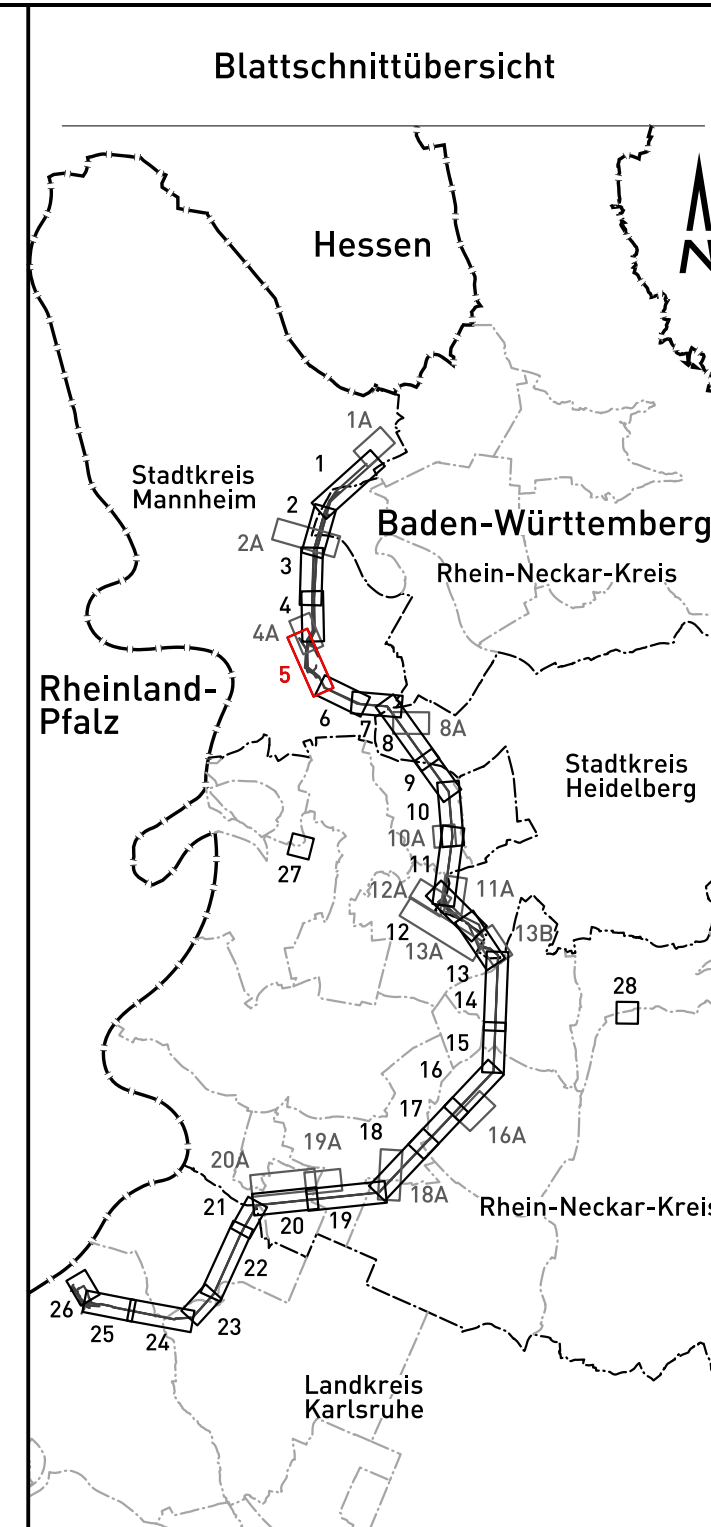 Blattschnittübersicht
Hessen
N
1A
1
Stadtkreis
Mannheim
2
Baden-Württemberg
2A
3
Rhein-Neckar-Kreis
4
4A
5
Rheinland-
Pfalz
6
7
8
8A
Stadtkreis
Heidelberg
9
10
10A
27
11
12A
11A
12
13A
13B
13
28
14
15
16
17
16A
18
19A
20A
18A
21
20
19
Rhein-Neckar-Kreis
22
26
25
24
23
Landkreis
Karlsruhe